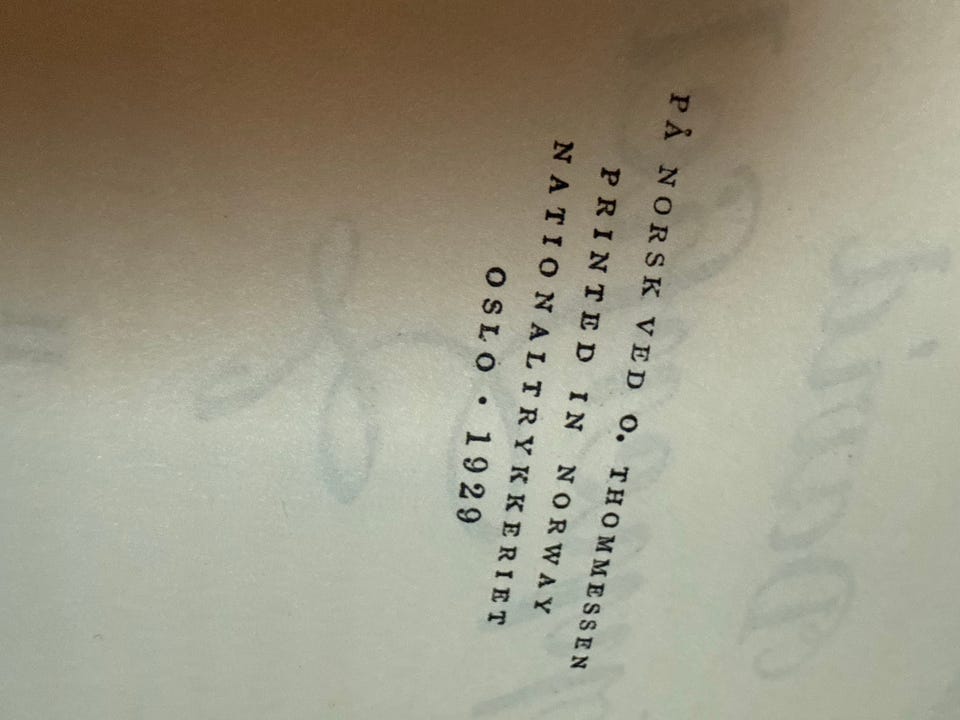 PÅ NORSK VED O. THOMMESSEN
PRINTED IN NORWAY
NATIONALTRYKKERIET
OSLO · 1929